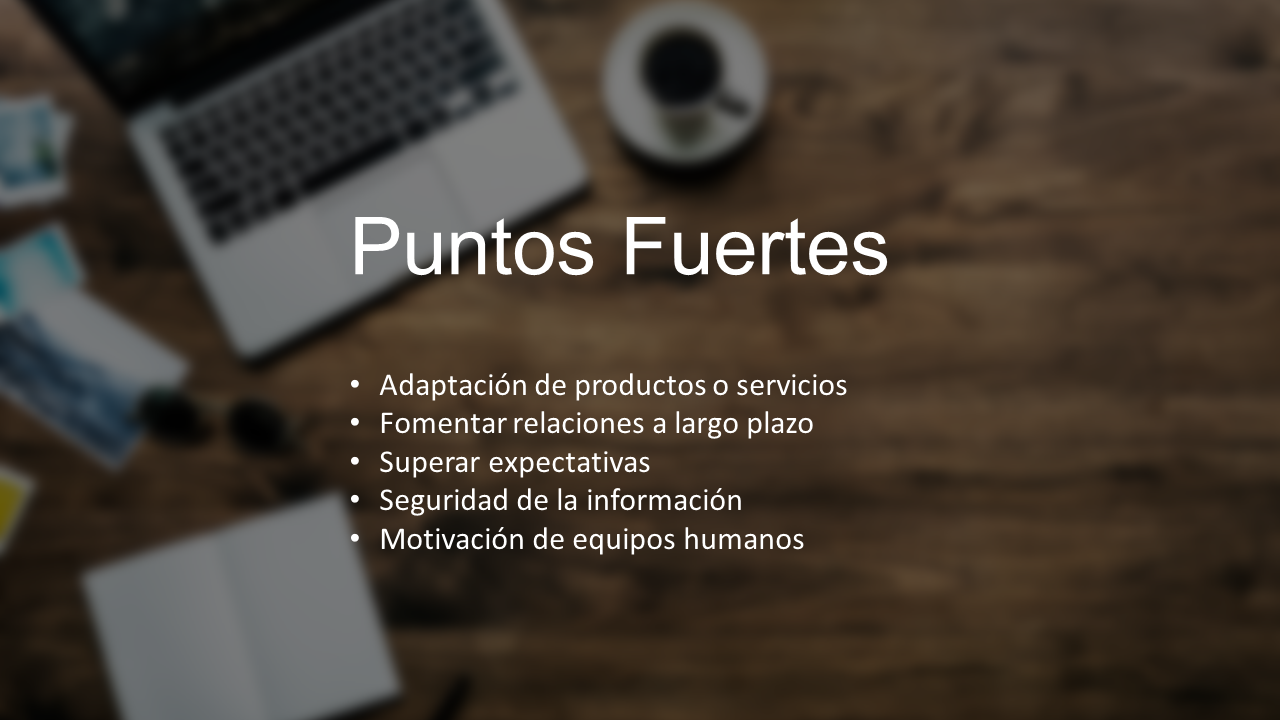 Puntos Fuertes
• Adaptación de productos o servicios
• Fomentar relaciones a largo plazo
• Superar expectativas
• Seguridad de la información
• Motivación de equipos humanos